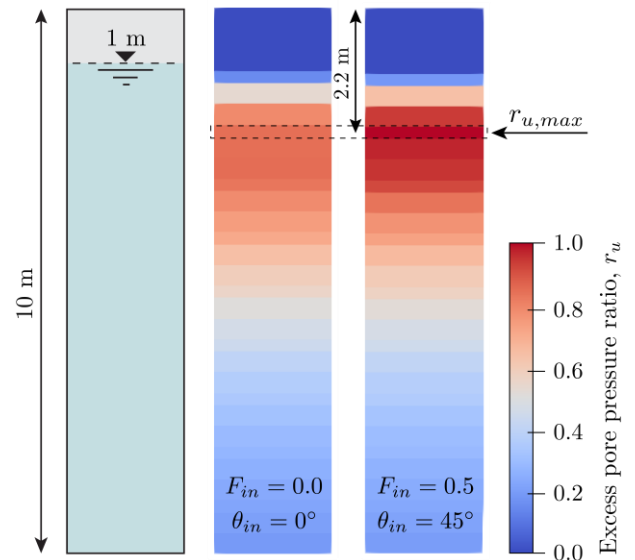 1 m
10 m
2.2 m
r_{u,max}
F_{in} = 0.0
θ_{in} = 0°
F_{in} = 0.5
θ_{in} = 45°
1.0
0.8
0.6
0.4
0.2
0.0
Excess pore pressure ratio, r_u